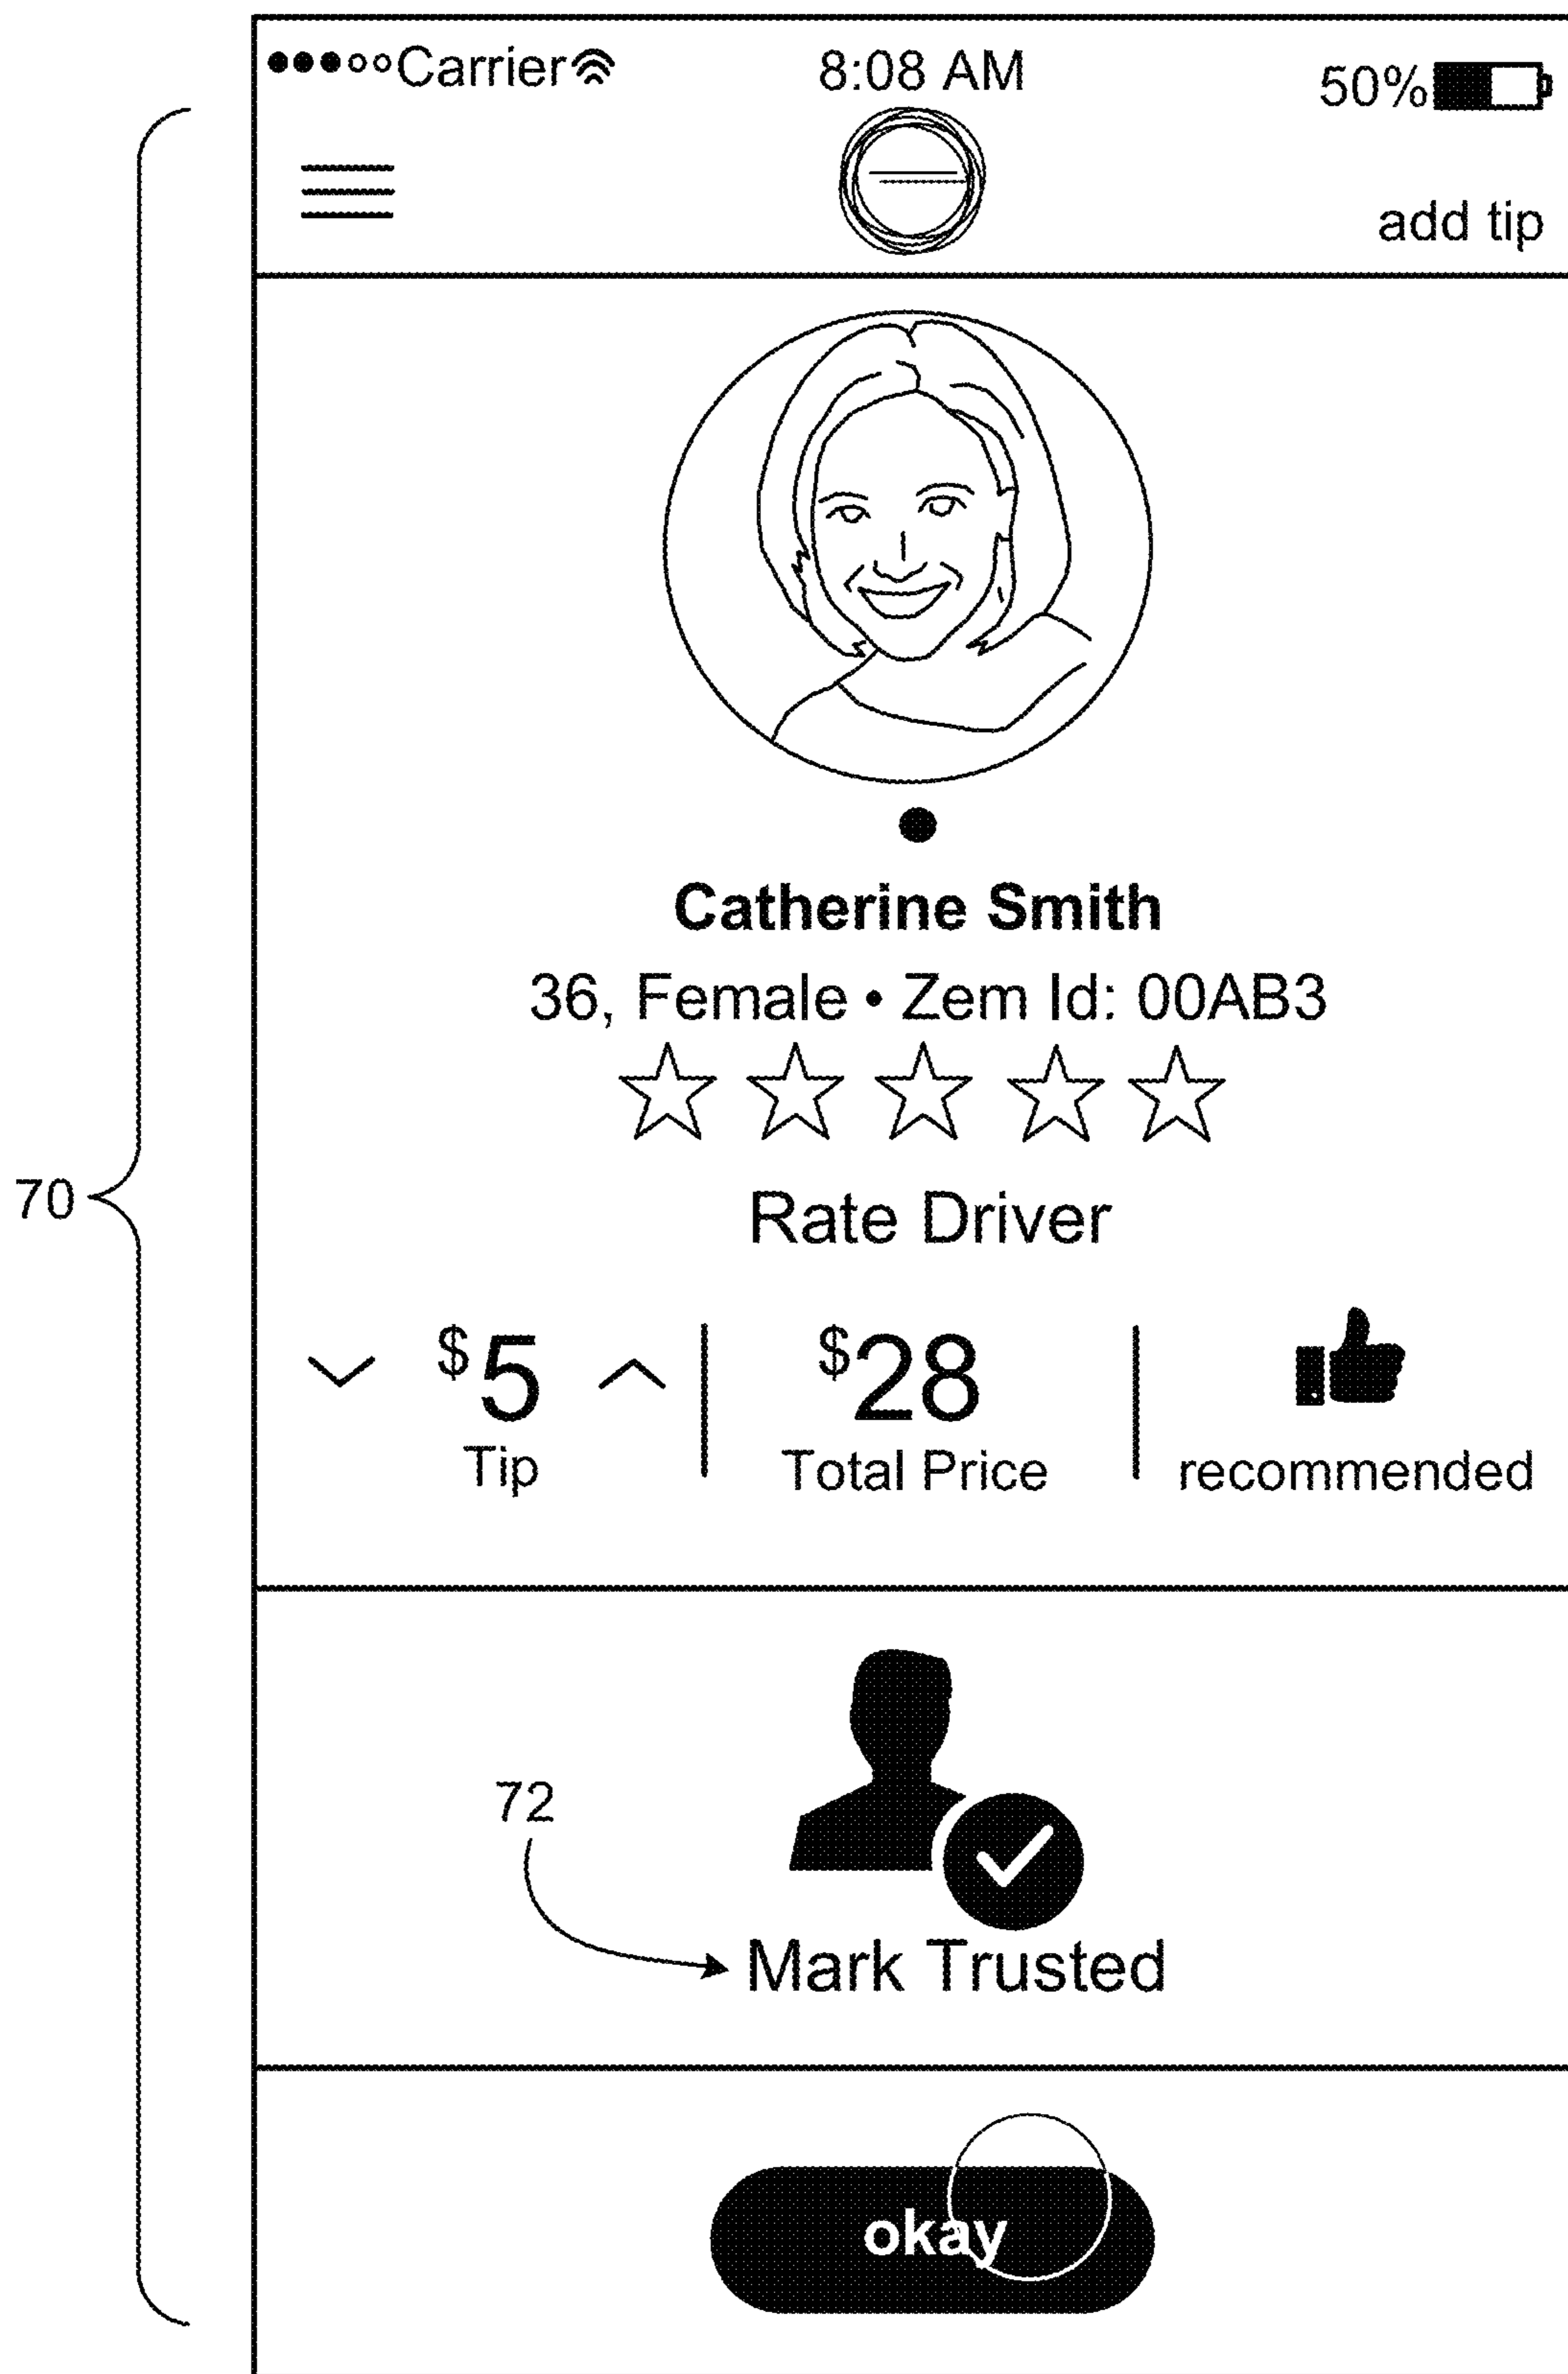 Carrier 8:08 AM 50%
add tip
Catherine Smith
36, Female • Zem Id: 00AB3
70
Rate Driver
$5 $28
Tip Total Price recommended
72
Mark Trusted
okay